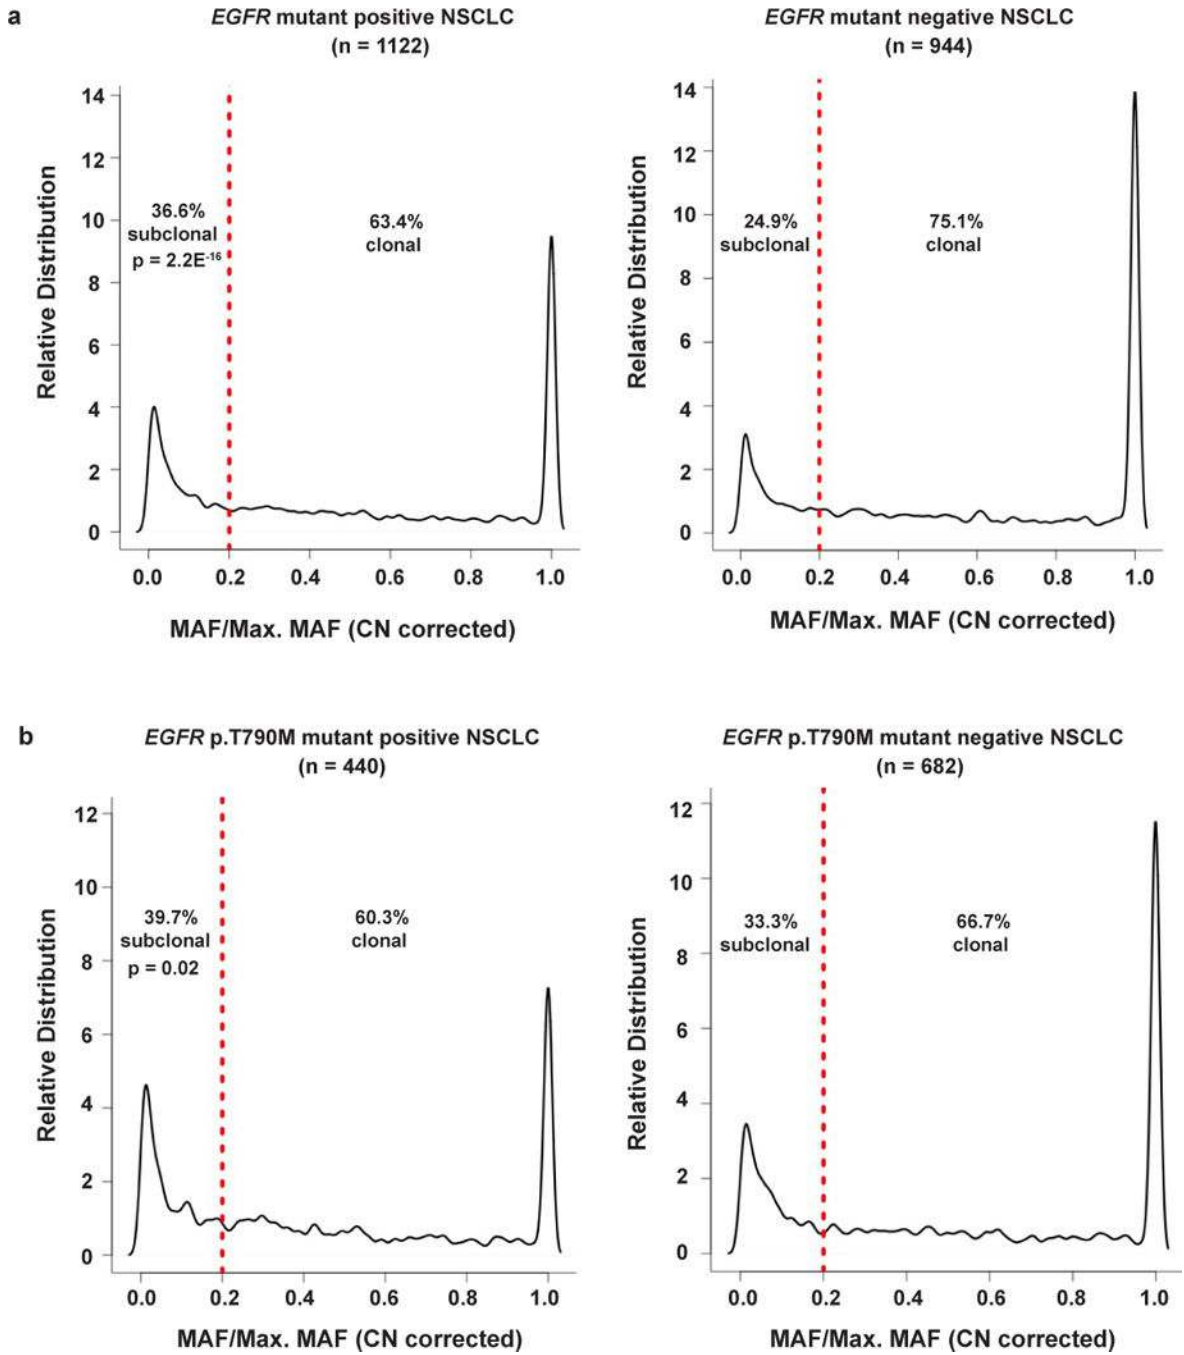 a
EGFR mutant positive NSCLC
(n = 1122)
14
12
10
8
6
4
2
0
Relative Distribution
36.6%
subclonal
p = 2.2E-16
63.4%
clonal
0.0 0.2 0.4 0.6 0.8 1.0
MAF/Max. MAF (CN corrected)
EGFR mutant negative NSCLC
(n = 944)
14
12
10
8
6
4
2
0
Relative Distribution
24.9%
subclonal
75.1%
clonal
0.0 0.2 0.4 0.6 0.8 1.0
MAF/Max. MAF (CN corrected)
b
EGFR p.T790M mutant positive NSCLC
(n = 440)
12
10
8
6
4
2
0
Relative Distribution
39.7%
subclonal
p = 0.02
60.3%
clonal
0.0 0.2 0.4 0.6 0.8 1.0
MAF/Max. MAF (CN corrected)
EGFR p.T790M mutant negative NSCLC
(n = 682)
12
10
8
6
4
2
0
Relative Distribution
33.3%
subclonal
66.7%
clonal
0.0 0.2 0.4 0.6 0.8 1.0
MAF/Max. MAF (CN corrected)